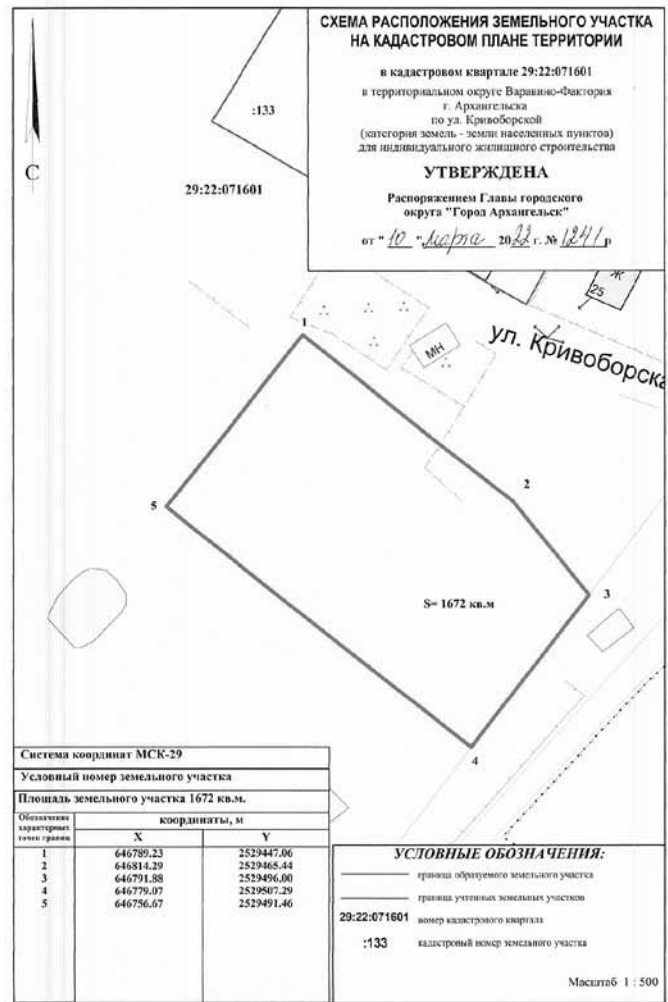 СХЕМА РАСПОЛОЖЕНИЯ ЗЕМЕЛЬНОГО УЧАСТКА
НА КАДАСТРОВОМ ПЛАНЕ ТЕРРИТОРИИ
в кадастровом квартале 29:22:071601
в территориальном округе Варавино-Фактория
г. Архангельска
по ул. Кривоборской
(категория земель - земли населенных пунктов)
для индивидуального жилищного строительства
УТВЕРЖДЕНА
Распоряжением Главы городского
округа "Город Архангельск"
от "10" марта 2022 г. № 1241 р
С
:133
29:22:071601
Ж
25
ул. Кривоборска
МН
1
2
3
4
5
S= 1672 кв.м
Система координат МСК-29
Условный номер земельного участка
Площадь земельного участка 1672 кв.м.
Обозначение характерных точек границ
координаты, м
X Y
1 646789.23 2529447.06
2 646814.29 2529465.44
3 646791.88 2529496.00
4 646779.07 2529507.29
5 646756.67 2529491.46
УСЛОВНЫЕ ОБОЗНАЧЕНИЯ:
граница образуемого земельного участка
граница учтенных земельных участков
29:22:071601 номер кадастрового квартала
:133 кадастровый номер земельного участка
Масштаб 1 : 500